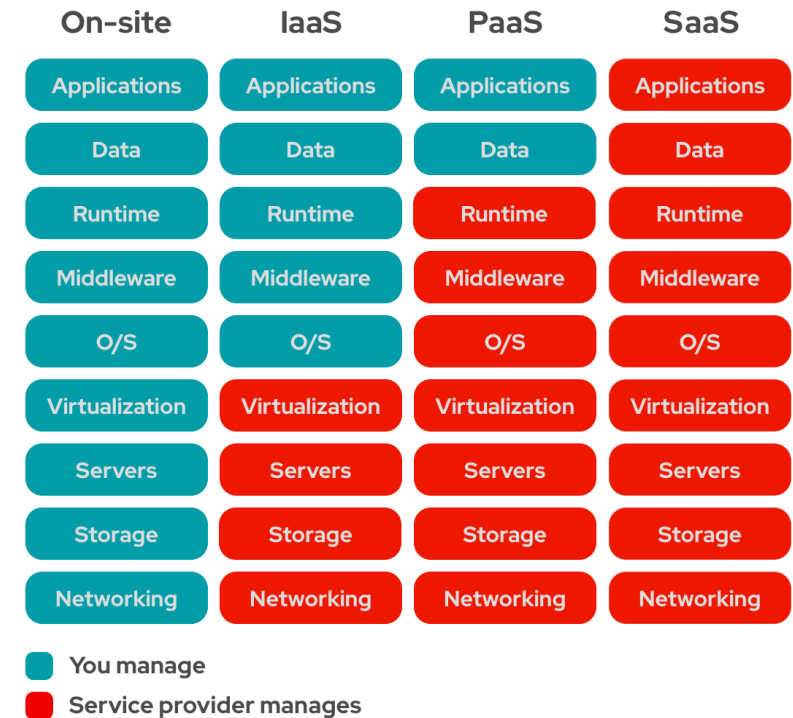 On-site IaaS PaaS SaaS
Applications Applications Applications Applications
Data Data Data Data
Runtime Runtime Runtime Runtime
Middleware Middleware Middleware Middleware
O/S O/S O/S O/S
Virtualization Virtualization Virtualization Virtualization
Servers Servers Servers Servers
Storage Storage Storage Storage
Networking Networking Networking Networking
You manage
Service provider manages